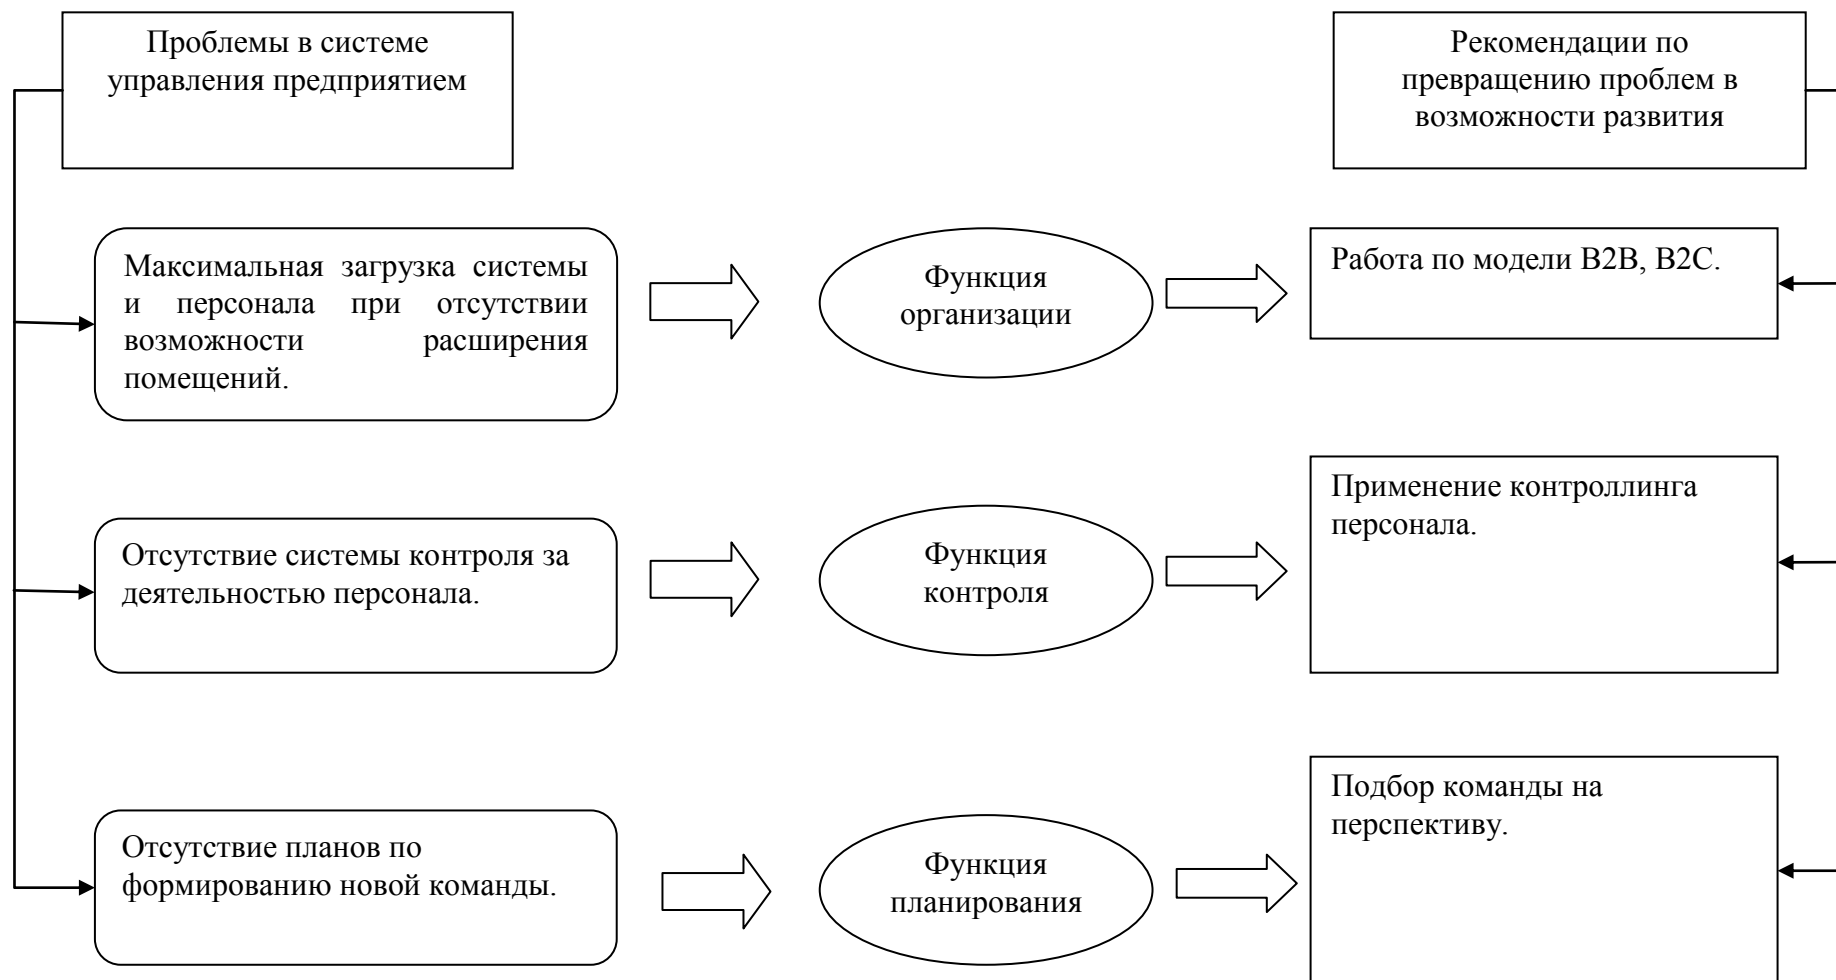 Проблемы в системе
управления предприятием
Рекомендации по
превращению проблем в
возможности развития
Максимальная загрузка системы
и персонала при отсутствии
возможности расширения
помещений.
Функция
организации
Работа по модели B2B, B2C.
Отсутствие системы контроля за
деятельностью персонала.
Функция
контроля
Применение контроллинга
персонала.
Отсутствие планов по
формированию новой команды.
Функция
планирования
Подбор команды на
перспективу.